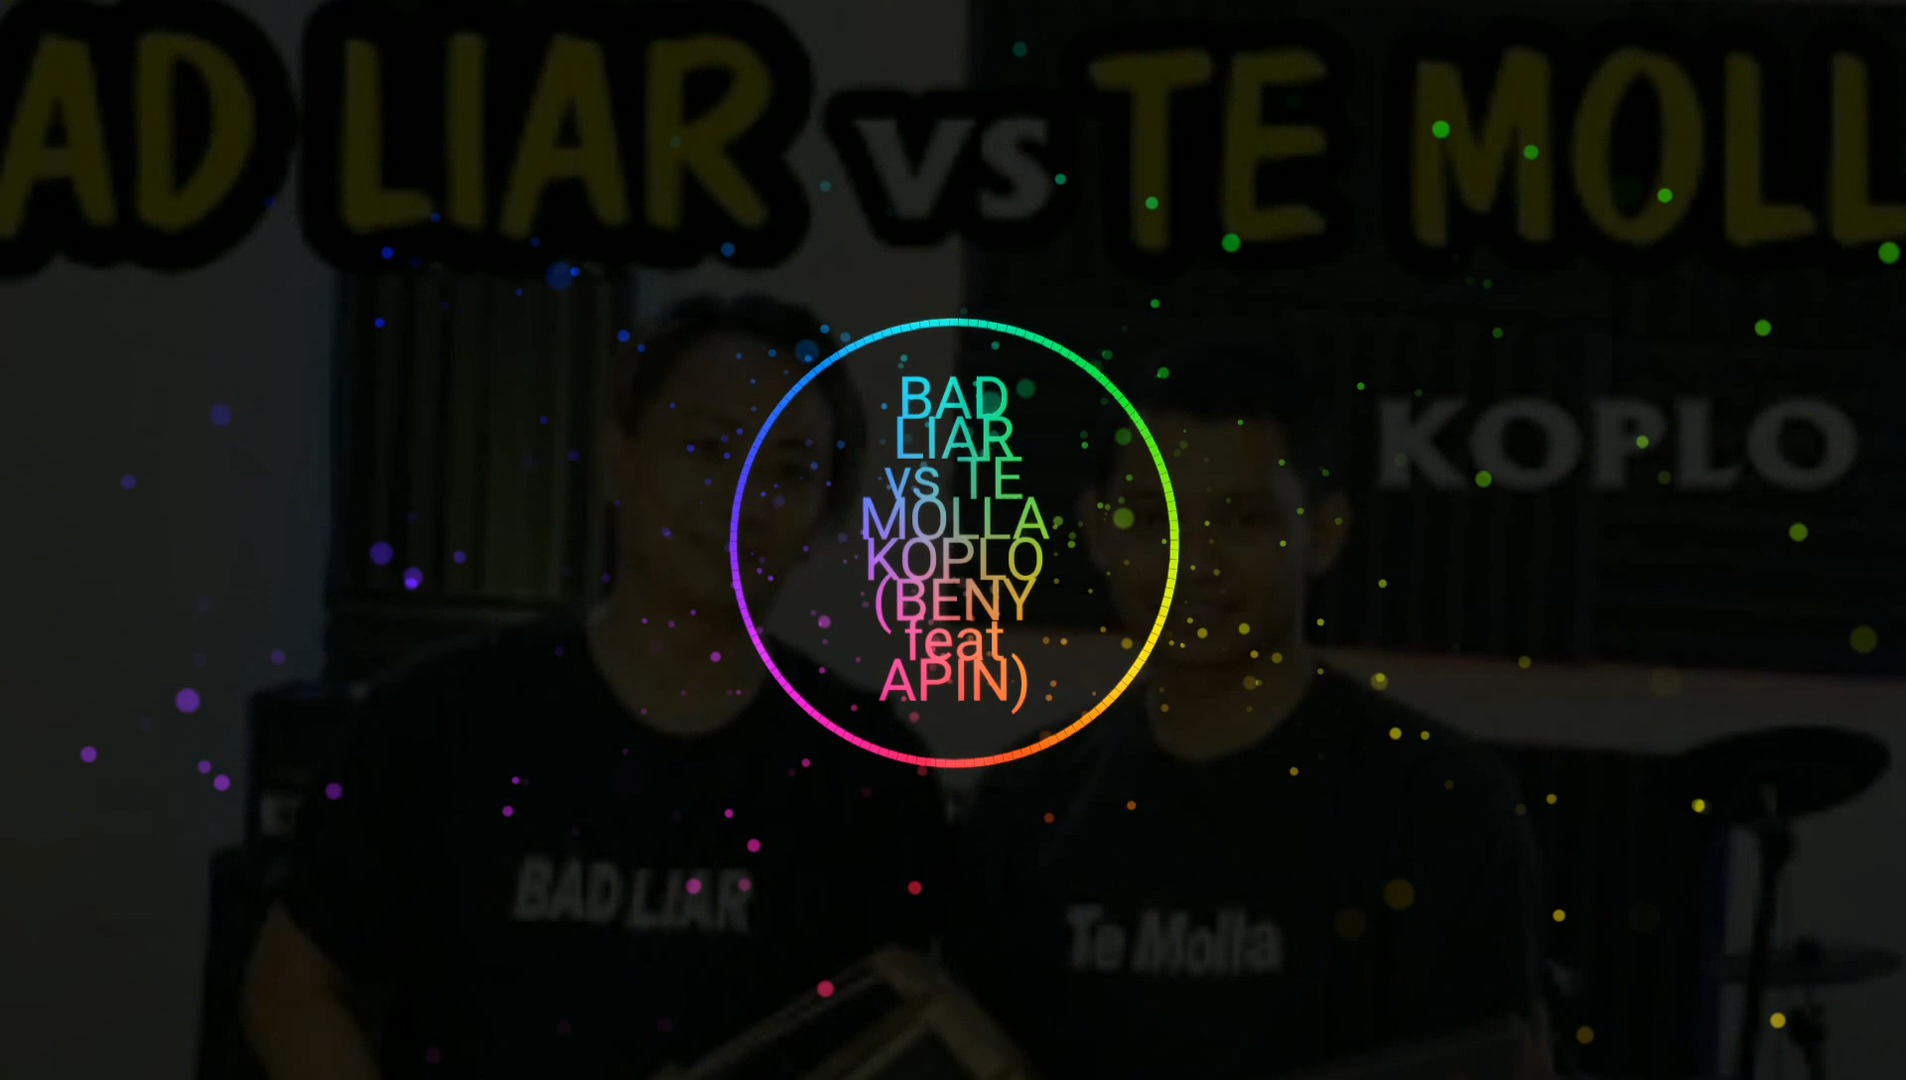 AD LIAR VS TE MOLL
KOPLO
BAD
LIAR
vs TE
MOLLA
KOPLO
(BENY
feat
APIN)
BAD LIAR
Te Molla